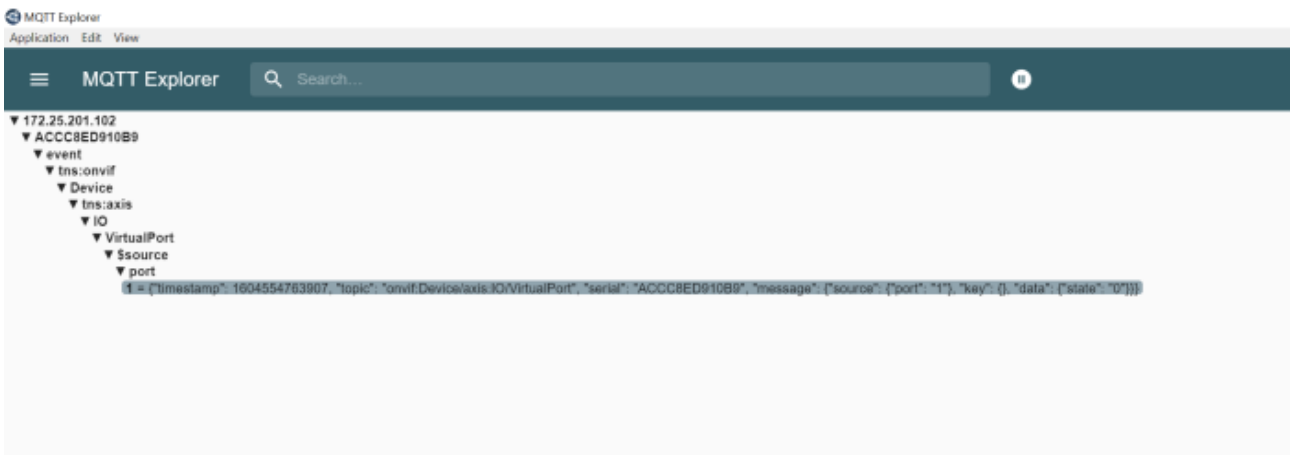 MQTT Explorer
Application Edit View
MQTT Explorer Search...
▼ 172.25.201.102
▼ ACCC8ED910B9
▼ event
▼ tns:onvif
▼ Device
▼ tns:axis
▼ IO
▼ VirtualPort
▼ $source
▼ port
1 = {"timestamp": 1604554763907, "topic": "onvif:Device/axis:IO/VirtualPort", "serial": "ACCC8ED910B9", "message": {"source": {"port": "1"}, "key": {}, "data": {"state": "0"}}}